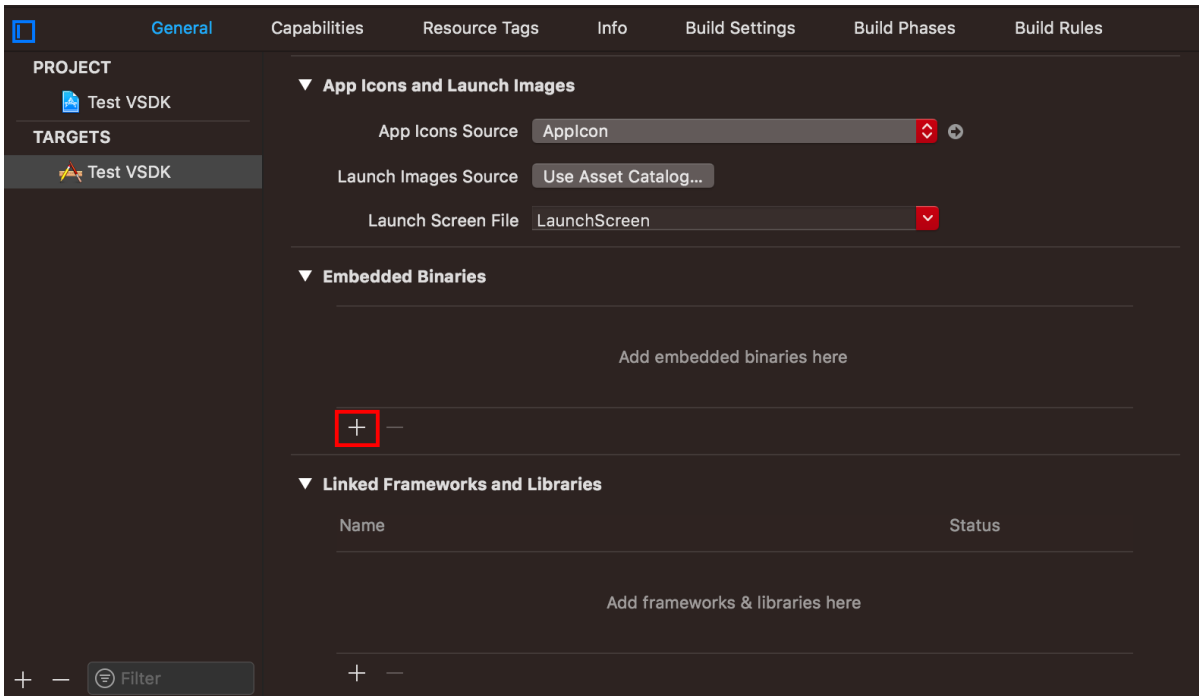 General Capabilities Resource Tags Info Build Settings Build Phases Build Rules
PROJECT
Test VSDK
TARGETS
Test VSDK
Filter
App Icons and Launch Images
App Icons Source AppIcon
Launch Images Source Use Asset Catalog...
Launch Screen File LaunchScreen
Embedded Binaries
Add embedded binaries here
Linked Frameworks and Libraries
Name Status
Add frameworks & libraries here